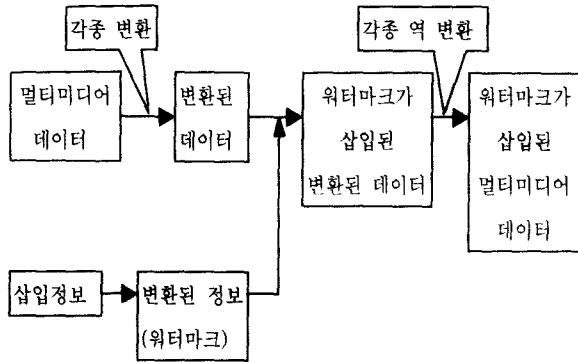 각종 변환
각종 역 변환
멀티미디어
데이터
변환된
데이터
워터마크가
삽입된
변환된 데이터
워터마크가
삽입된
멀티미디어
데이터
삽입정보
변환된 정보
(워터마크)